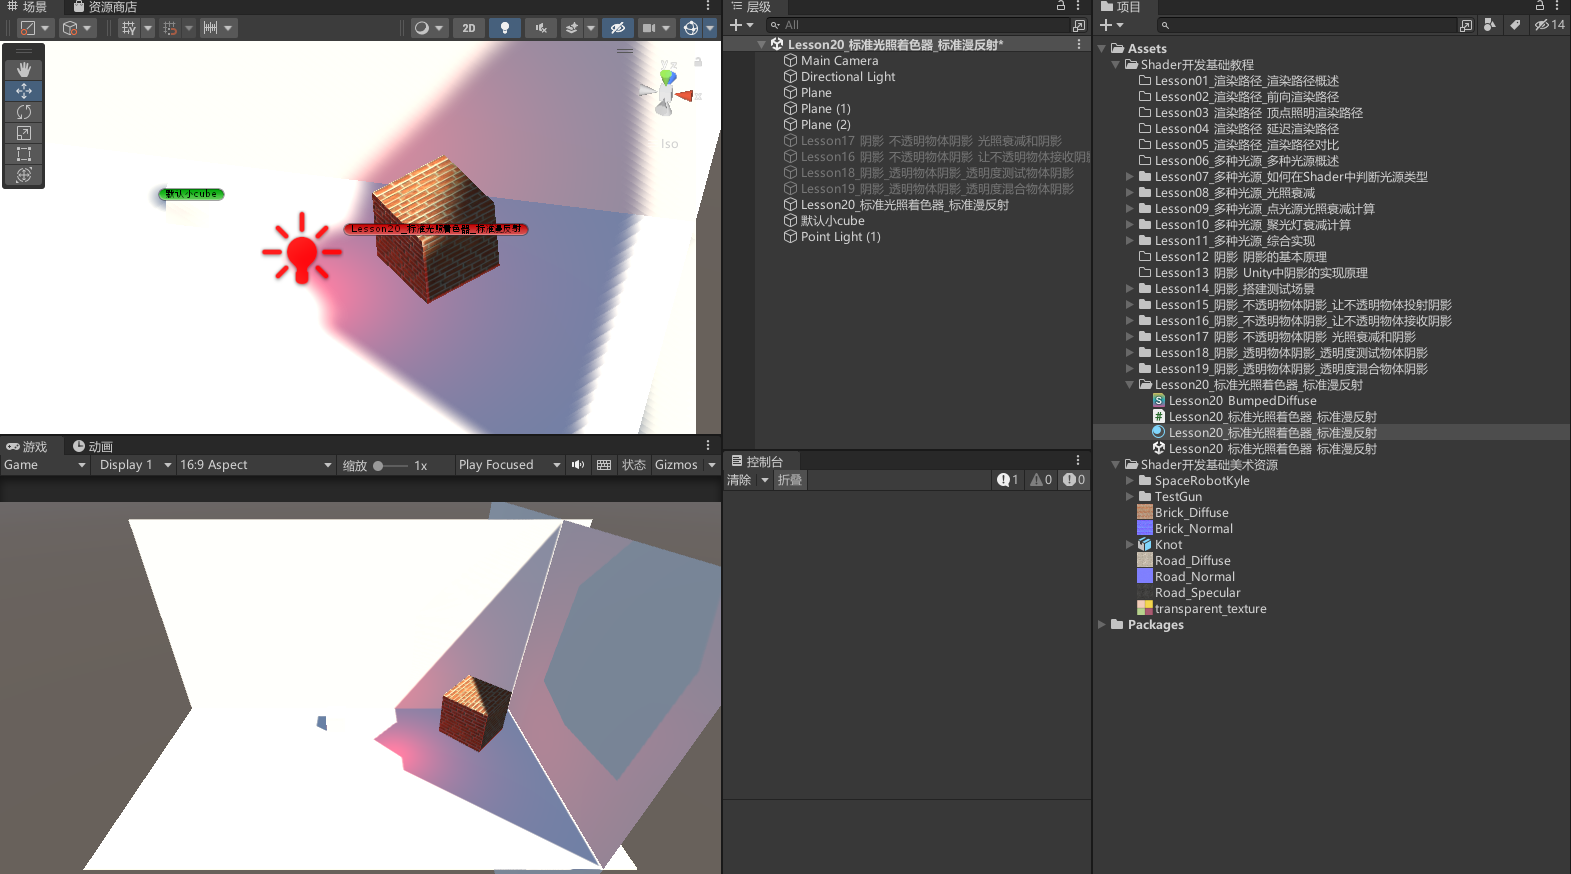 场景
资源商店
2D
Iso
默认小cube
Lesson20_标准光照着色器_标准漫反射
游戏
动画
Game
Display 1
16:9 Aspect
缩放
1x
Play Focused
状态
Gizmos
层级
All
Lesson20_标准光照着色器_标准漫反射*
Main Camera
Directional Light
Plane
Plane (1)
Plane (2)
Lesson17_阴影_不透明物体阴影_光照衰减和阴影
Lesson16_阴影_不透明物体阴影_让不透明物体接收阴影
Lesson18_阴影_透明物体阴影_透明度测试物体阴影
Lesson19_阴影_透明物体阴影_透明度混合物体阴影
Lesson20_标准光照着色器_标准漫反射
默认小cube
Point Light (1)
控制台
清除
折叠
1
0
0
项目
14
Assets
Shader开发基础教程
Lesson01_渲染路径_渲染路径概述
Lesson02_渲染路径_前向渲染路径
Lesson03_渲染路径_顶点照明渲染路径
Lesson04_渲染路径_延迟渲染路径
Lesson05_渲染路径_渲染路径对比
Lesson06_多种光源_多种光源概述
Lesson07_多种光源_如何在Shader中判断光源类型
Lesson08_多种光源_光照衰减
Lesson09_多种光源_点光源光照衰减计算
Lesson10_多种光源_聚光灯衰减计算
Lesson11_多种光源_综合实现
Lesson12_阴影_阴影的基本原理
Lesson13_阴影_Unity中阴影的实现原理
Lesson14_阴影_搭建测试场景
Lesson15_阴影_不透明物体阴影_让不透明物体投射阴影
Lesson16_阴影_不透明物体阴影_让不透明物体接收阴影
Lesson17_阴影_不透明物体阴影_光照衰减和阴影
Lesson18_阴影_透明物体阴影_透明度测试物体阴影
Lesson19_阴影_透明物体阴影_透明度混合物体阴影
Lesson20_标准光照着色器_标准漫反射
Lesson20_BumpedDiffuse
Lesson20_标准光照着色器_标准漫反射
Lesson20_标准光照着色器_标准漫反射
Lesson20_标准光照着色器_标准漫反射
Shader开发基础美术资源
SpaceRobotKyle
TestGun
Brick_Diffuse
Brick_Normal
Knot
Road_Diffuse
Road_Normal
Road_Specular
transparent_texture
Packages